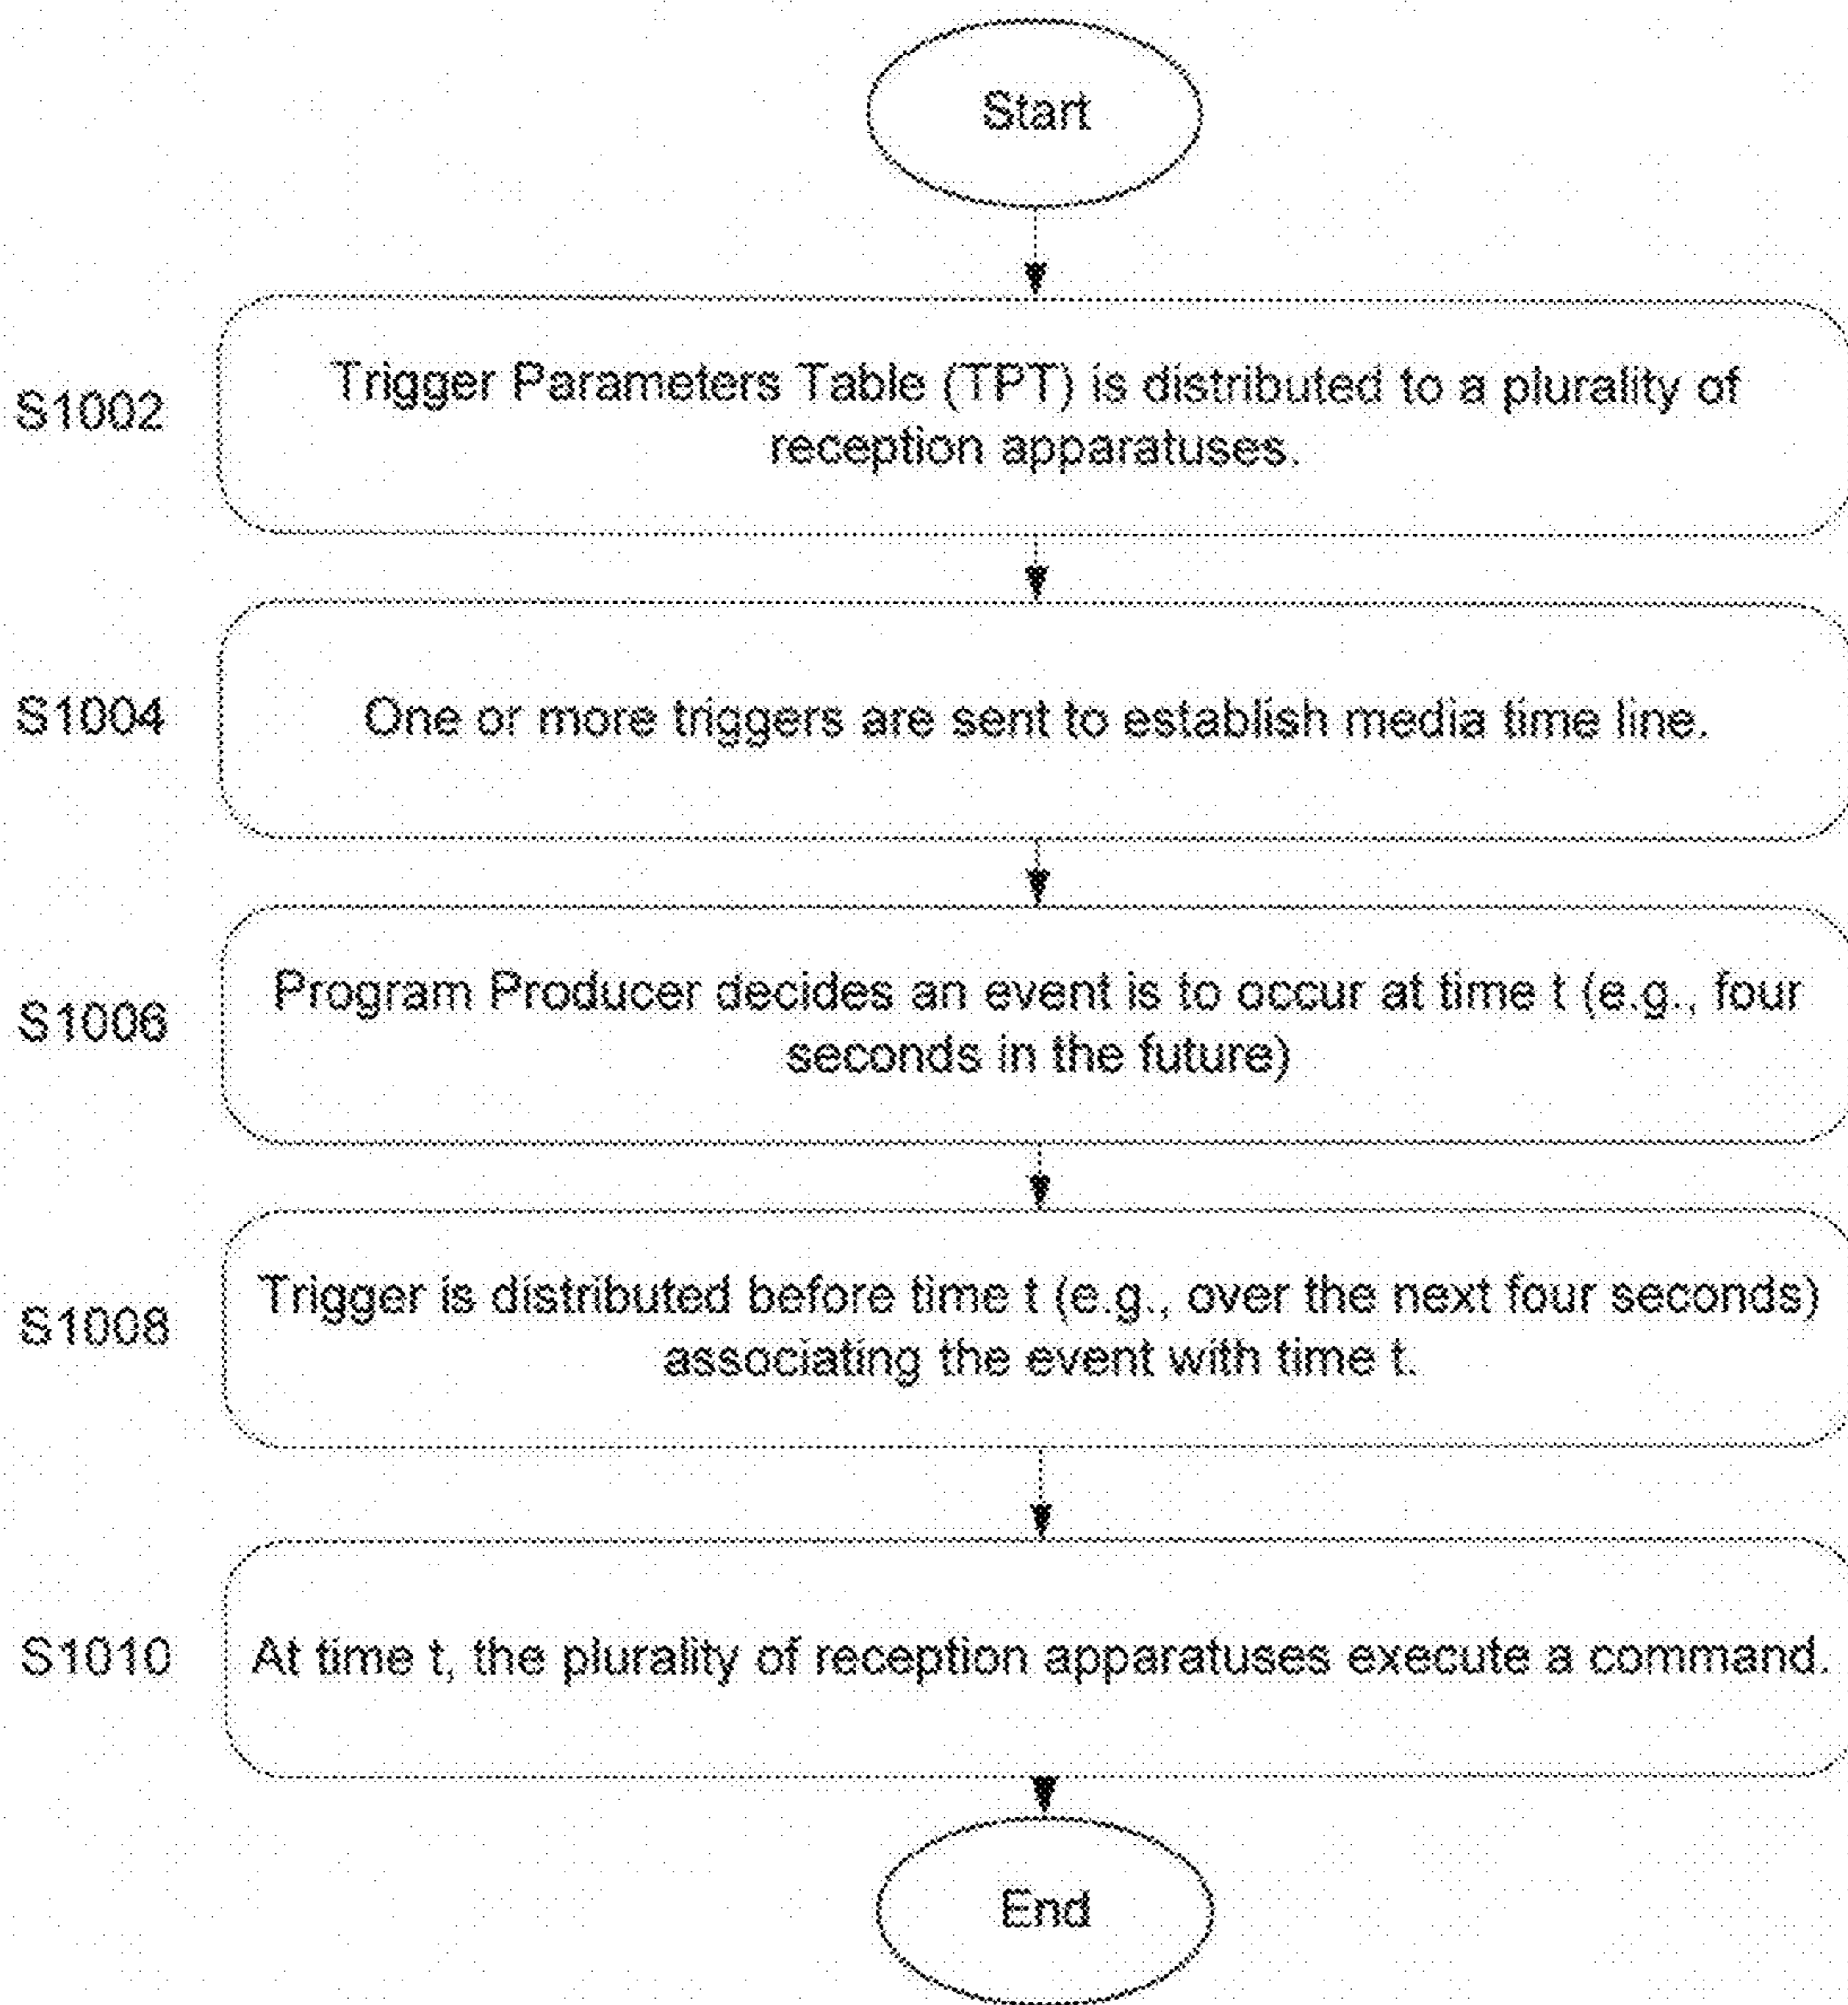 Start
S1002
Trigger Parameters Table (TPT) is distributed to a plurality of
reception apparatuses.
S1004
One or more triggers are sent to establish media time line.
S1006
Program Producer decides an event is to occur at time t (e.g., four
seconds in the future)
S1008
Trigger is distributed before time t (e.g., over the next four seconds)
associating the event with time t.
S1010
At time t, the plurality of reception apparatuses execute a command.
End